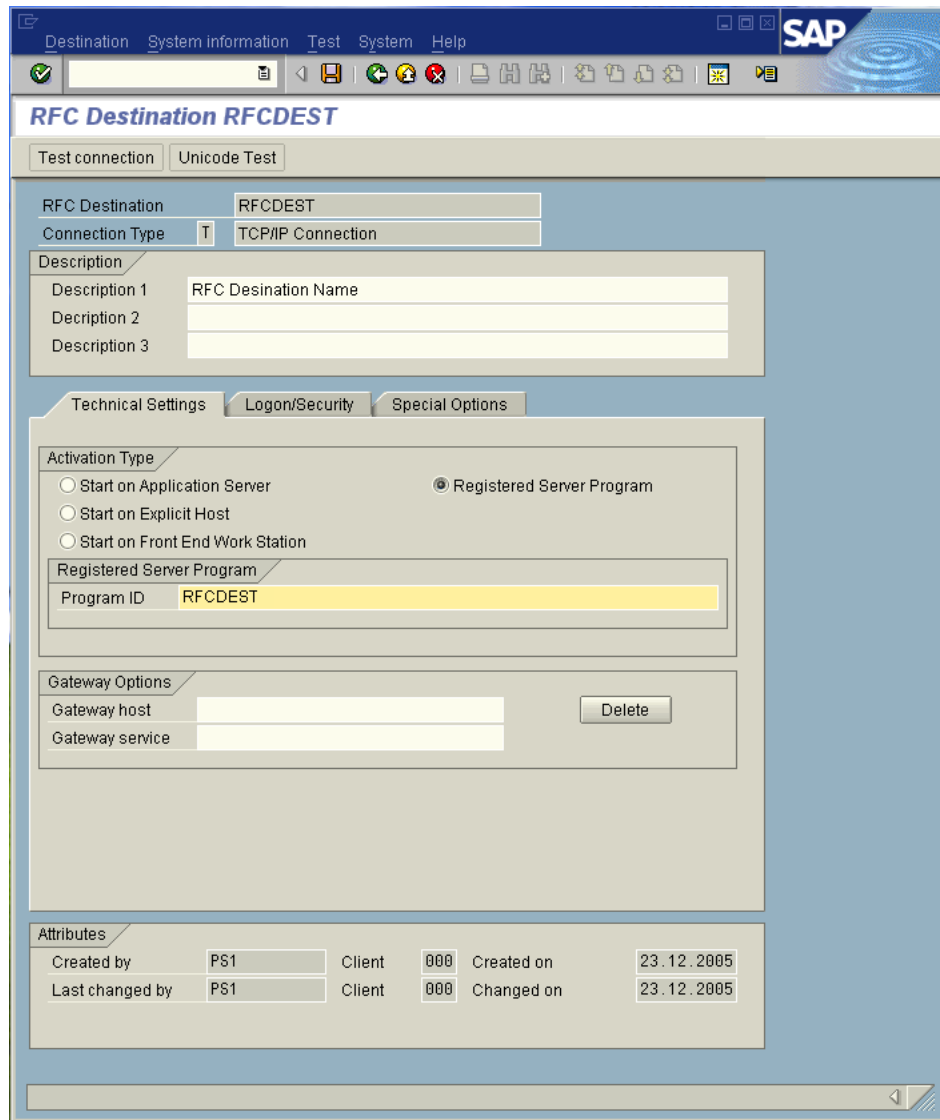 Destination System information Test System Help
SAP
RFC Destination RFCDEST
Test connection Unicode Test
RFC Destination RFCDEST
Connection Type T TCP/IP Connection
Description
Description 1 RFC Desination Name
Decription 2
Description 3
Technical Settings Logon/Security Special Options
Activation Type
Start on Application Server Registered Server Program
Start on Explicit Host
Start on Front End Work Station
Registered Server Program
Program ID RFCDEST
Gateway Options
Gateway host Delete
Gateway service
Attributes
Created by PS1 Client 000 Created on 23.12.2005
Last changed by PS1 Client 000 Changed on 23.12.2005